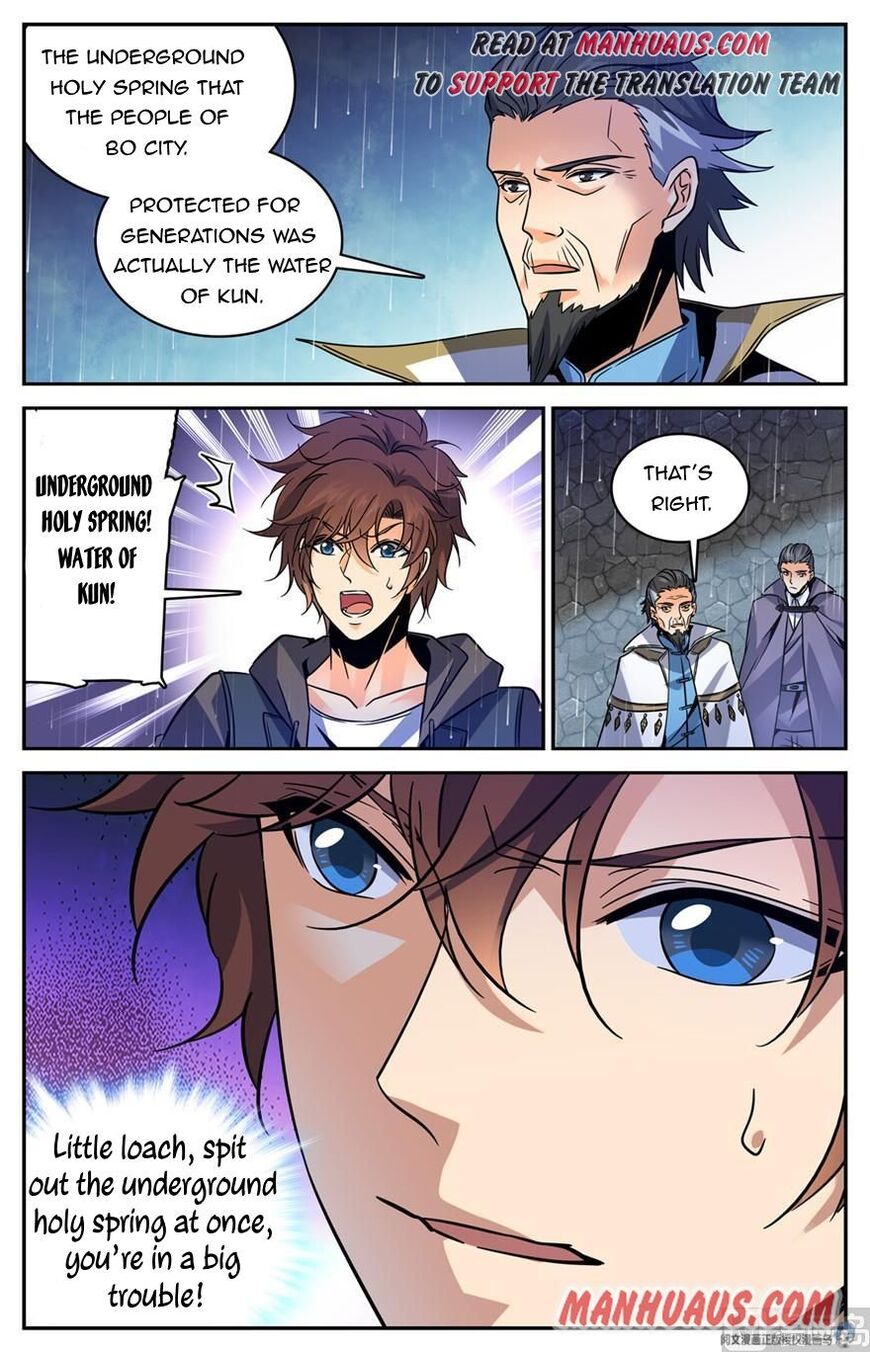 READ AT MANHUAUS.COM
TO SUPPORT THE TRANSLATION TEAM
THE UNDERGROUND
HOLY SPRING THAT
THE PEOPLE OF
BO CITY.
PROTECTED FOR
GENERATIONS WAS
ACTUALLY THE WATER
OF KUN.
UNDERGROUND
HOLY SPRING!
WATER OF
KUN!
THAT'S
RIGHT.
Little loach, spit
out the underground
holy spring at once,
you're in a big
trouble!
MANHUAUS.COM